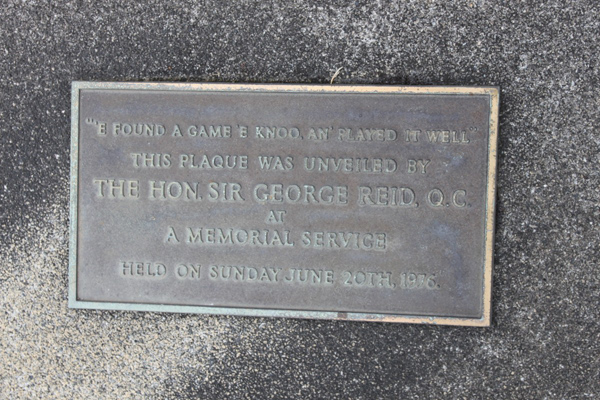 "'E FOUND A GAME 'E KNOO, AN' PLAYED IT WELL"
THIS PLAQUE WAS UNVEILED BY
THE HON. SIR GEORGE REID, Q.C.
AT
A MEMORIAL SERVICE
HELD ON SUNDAY JUNE 20TH, 1976.